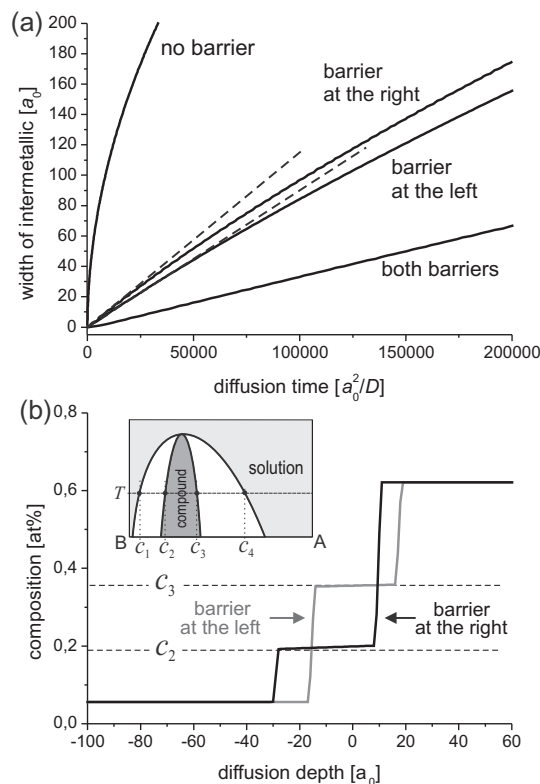 (a)
200
180
160
140
120
100
80
60
40
20
0
width of intermetallic [a₀]
no barrier
barrier
at the right
barrier
at the left
both barriers
0 50000 100000 150000 200000
diffusion time [a₀²/D]
(b)
0,8
0,6
0,4
0,2
0,0
composition [at%]
T
compound
solution
B C₁ C₂ C₃ C₄ A
C₃
barrier
at the left
barrier
at the right
C₂
-100 -80 -60 -40 -20 0 20 40 60
diffusion depth [a₀]